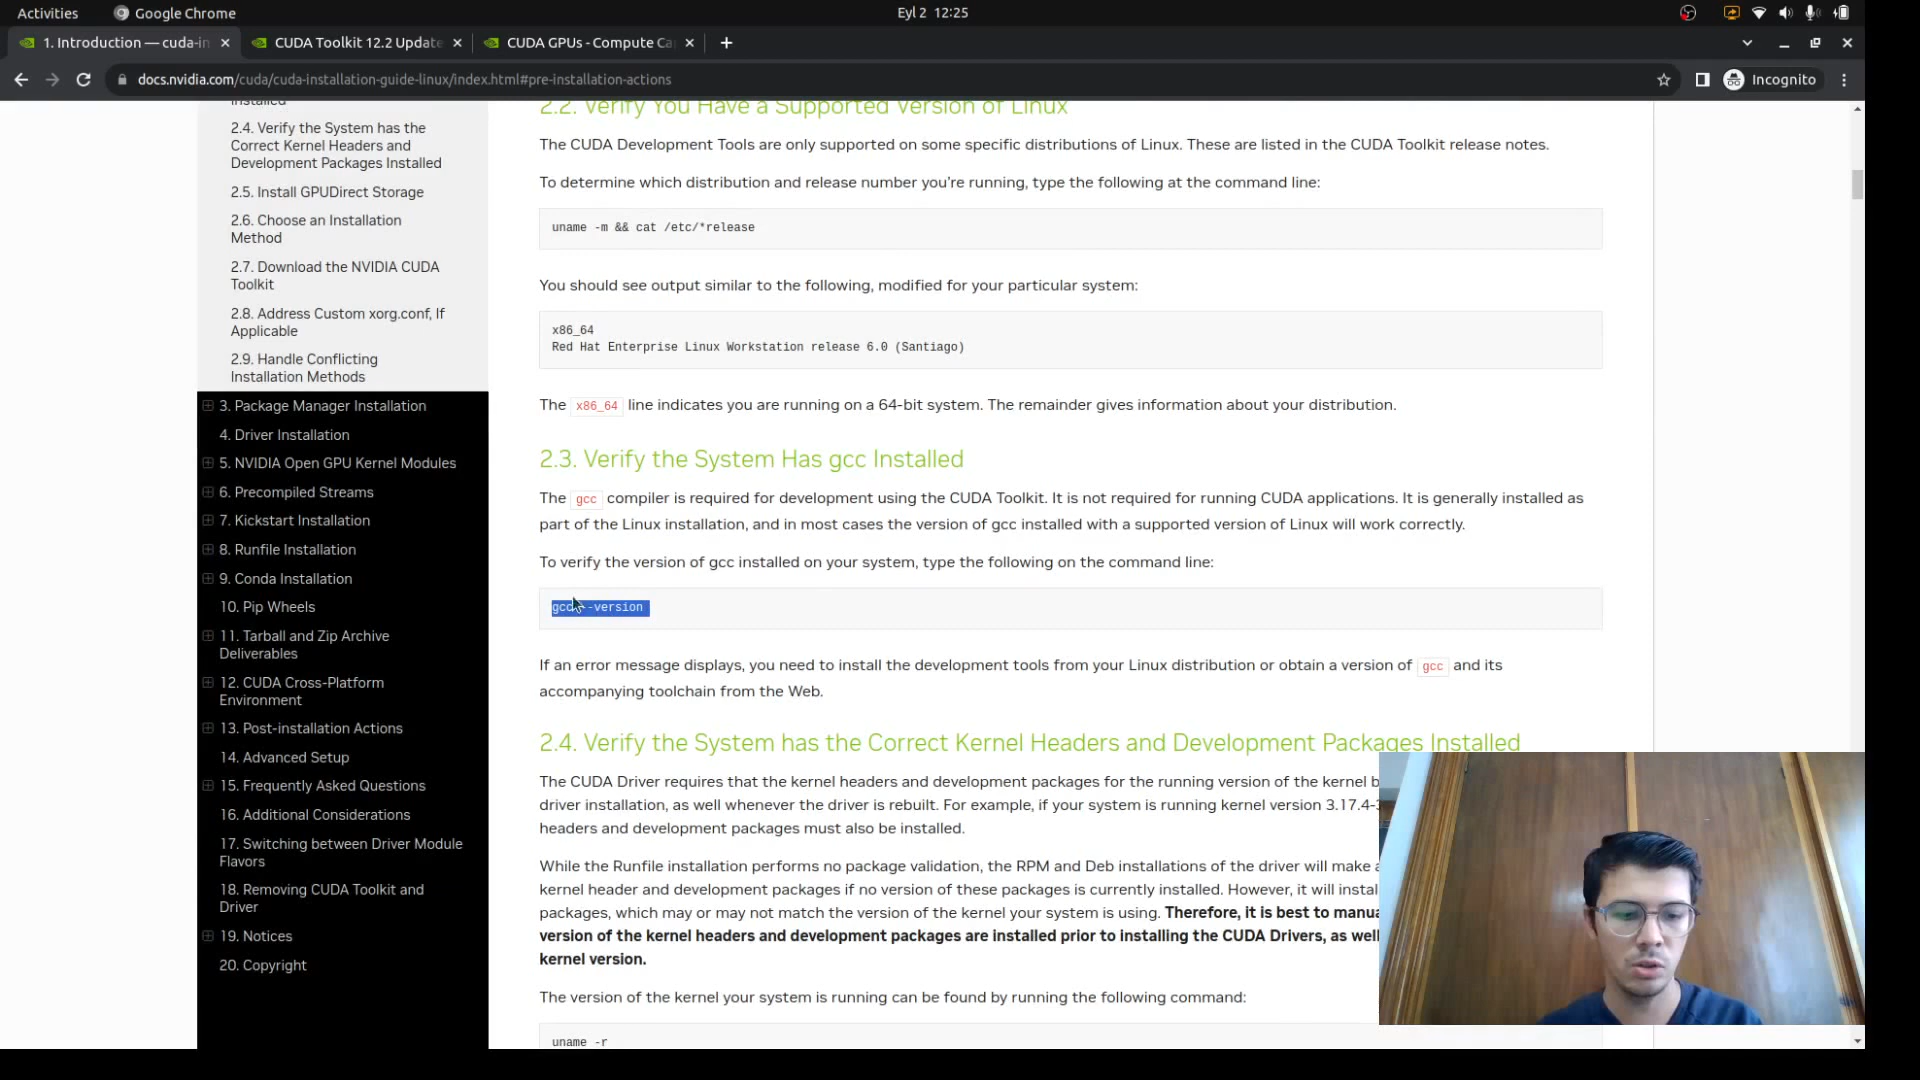 Activities
Google Chrome
Eyl 2 12:25
1. Introduction — cuda-in
CUDA Toolkit 12.2 Update
CUDA GPUs - Compute Ca
docs.nvidia.com/cuda/cuda-installation-guide-linux/index.html#pre-installation-actions
Incognito
Installed
2.4. Verify the System has the
Correct Kernel Headers and
Development Packages Installed
2.5. Install GPUDirect Storage
2.6. Choose an Installation
Method
2.7. Download the NVIDIA CUDA
Toolkit
2.8. Address Custom xorg.conf, If
Applicable
2.9. Handle Conflicting
Installation Methods
3. Package Manager Installation
4. Driver Installation
5. NVIDIA Open GPU Kernel Modules
6. Precompiled Streams
7. Kickstart Installation
8. Runfile Installation
9. Conda Installation
10. Pip Wheels
11. Tarball and Zip Archive
Deliverables
12. CUDA Cross-Platform
Environment
13. Post-installation Actions
14. Advanced Setup
15. Frequently Asked Questions
16. Additional Considerations
17. Switching between Driver Module
Flavors
18. Removing CUDA Toolkit and
Driver
19. Notices
20. Copyright
2.2. Verify You Have a Supported Version of Linux
The CUDA Development Tools are only supported on some specific distributions of Linux. These are listed in the CUDA Toolkit release notes.
To determine which distribution and release number you're running, type the following at the command line:
uname -m && cat /etc/*release
You should see output similar to the following, modified for your particular system:
x86_64
Red Hat Enterprise Linux Workstation release 6.0 (Santiago)
The x86_64 line indicates you are running on a 64-bit system. The remainder gives information about your distribution.
2.3. Verify the System Has gcc Installed
The gcc compiler is required for development using the CUDA Toolkit. It is not required for running CUDA applications. It is generally installed as
part of the Linux installation, and in most cases the version of gcc installed with a supported version of Linux will work correctly.
To verify the version of gcc installed on your system, type the following on the command line:
gcc --version
If an error message displays, you need to install the development tools from your Linux distribution or obtain a version of gcc and its
accompanying toolchain from the Web.
2.4. Verify the System has the Correct Kernel Headers and Development Packages Installed
The CUDA Driver requires that the kernel headers and development packages for the running version of the kernel b
driver installation, as well whenever the driver is rebuilt. For example, if your system is running kernel version 3.17.4-3
headers and development packages must also be installed.
While the Runfile installation performs no package validation, the RPM and Deb installations of the driver will make a
kernel header and development packages if no version of these packages is currently installed. However, it will instal
packages, which may or may not match the version of the kernel your system is using. Therefore, it is best to manua
version of the kernel headers and development packages are installed prior to installing the CUDA Drivers, as well
kernel version.
The version of the kernel your system is running can be found by running the following command:
uname -r